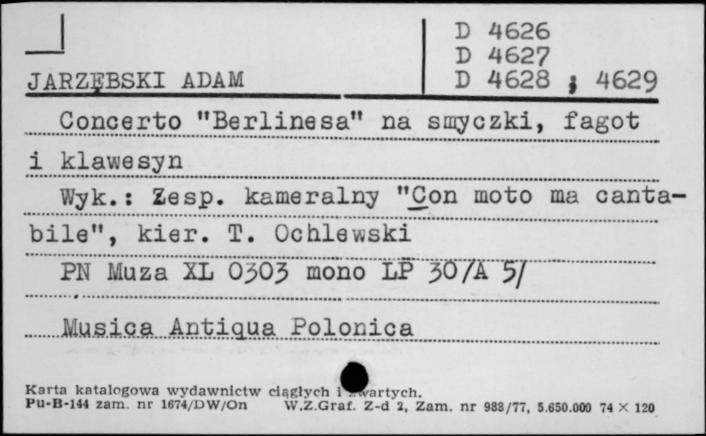 D 4626
D 4627
JARZĘBSKI ADAM D 4628 ; 4629
Concerto "Berlinesa" na smyczki, fagot
i klawesyn
Wyk.: Zesp. kameralny "Con moto ma canta-
bile", kier. T. Ochlewski
PN Muza XL 0303 mono LP 30/A 5/
Musica Antiqua Polonica
Karta katalogowa wydawnictw ciągłych i zwartych.
Pu-B-144 zam. nr 1674/DW/On W.Z.Graf. Z-d 2, Zam. nr 988/77, 5.650.000 74 × 120